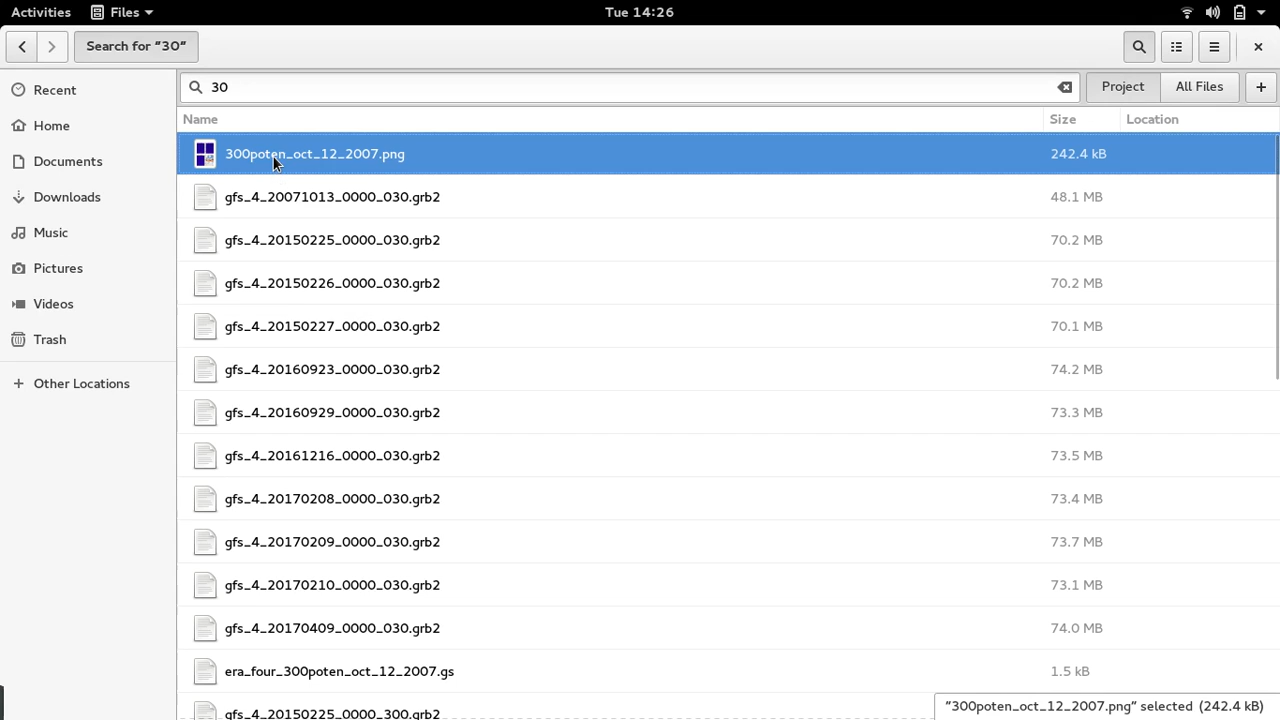 Activities Files Tue 14:26
Search for "30"
30 Project All Files +
Name Size Location
Recent
Home
Documents
Downloads
Music
Pictures
Videos
Trash
+ Other Locations
300poten_oct_12_2007.png 242.4 kB
gfs_4_20071013_0000_030.grb2 48.1 MB
gfs_4_20150225_0000_030.grb2 70.2 MB
gfs_4_20150226_0000_030.grb2 70.2 MB
gfs_4_20150227_0000_030.grb2 70.1 MB
gfs_4_20160923_0000_030.grb2 74.2 MB
gfs_4_20160929_0000_030.grb2 73.3 MB
gfs_4_20161216_0000_030.grb2 73.5 MB
gfs_4_20170208_0000_030.grb2 73.4 MB
gfs_4_20170209_0000_030.grb2 73.7 MB
gfs_4_20170210_0000_030.grb2 73.1 MB
gfs_4_20170409_0000_030.grb2 74.0 MB
era_four_300poten_oct_12_2007.gs 1.5 kB
gfs_4_20150225_0000_300.grb2
"300poten_oct_12_2007.png" selected (242.4 kB)